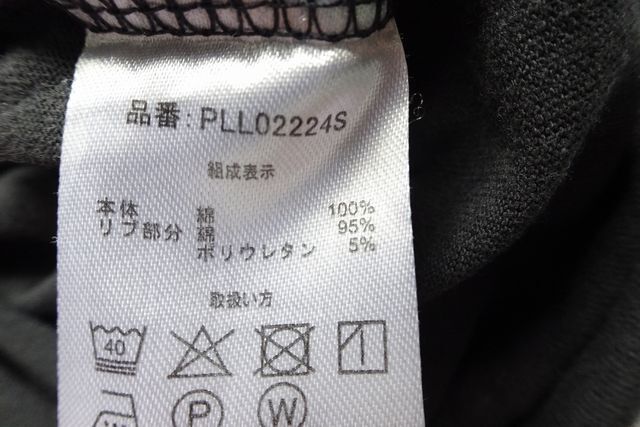 品番:PLL02224S
組成表示
本体 綿 100%
リブ部分 綿 95%
ポリウレタン 5%
取扱い方
40
P W